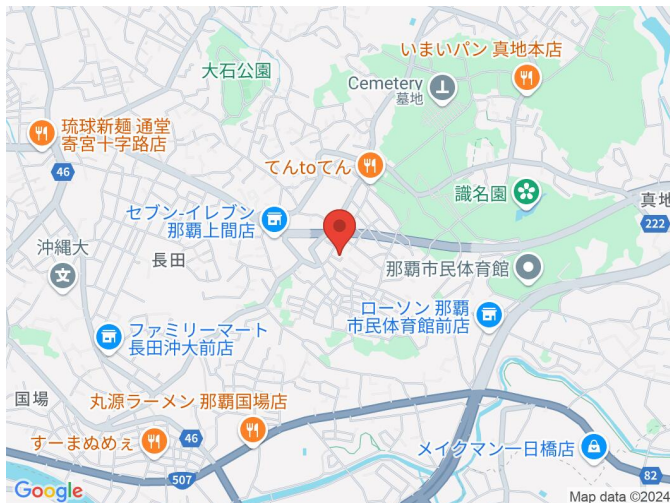 いまいパン 真地本店
大石公園
Cemetery
墓地
琉球新麺 通堂
寄宮十字路店
46
てんtoてん
識名園
真地
セブン-イレブン
那覇上間店
222
沖縄大
長田
那覇市民体育館
ローソン 那覇
市民体育館前店
ファミリーマート
長田沖大前店
国場
丸源ラーメン 那覇国場店
すーまぬめぇ
46
メイクマン一日橋店
507
82
Google
Map data ©2024